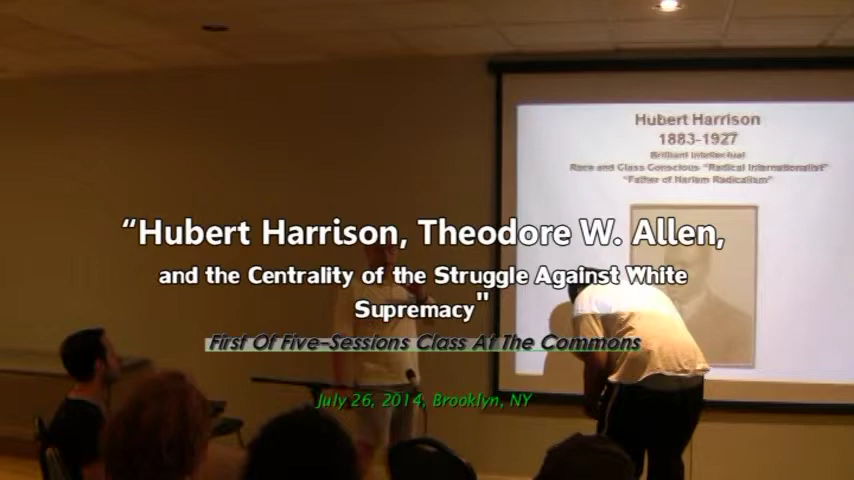 Hubert Harrison
1883-1927
Brilliant Intellectual
Race and Class Conscious "Radical Internationalist"
"Father of Harlem Radicalism"
“Hubert Harrison, Theodore W. Allen,
and the Centrality of the Struggle Against White
Supremacy"
First Of Five-Sessions Class At The Commons
July 26, 2014, Brooklyn, NY